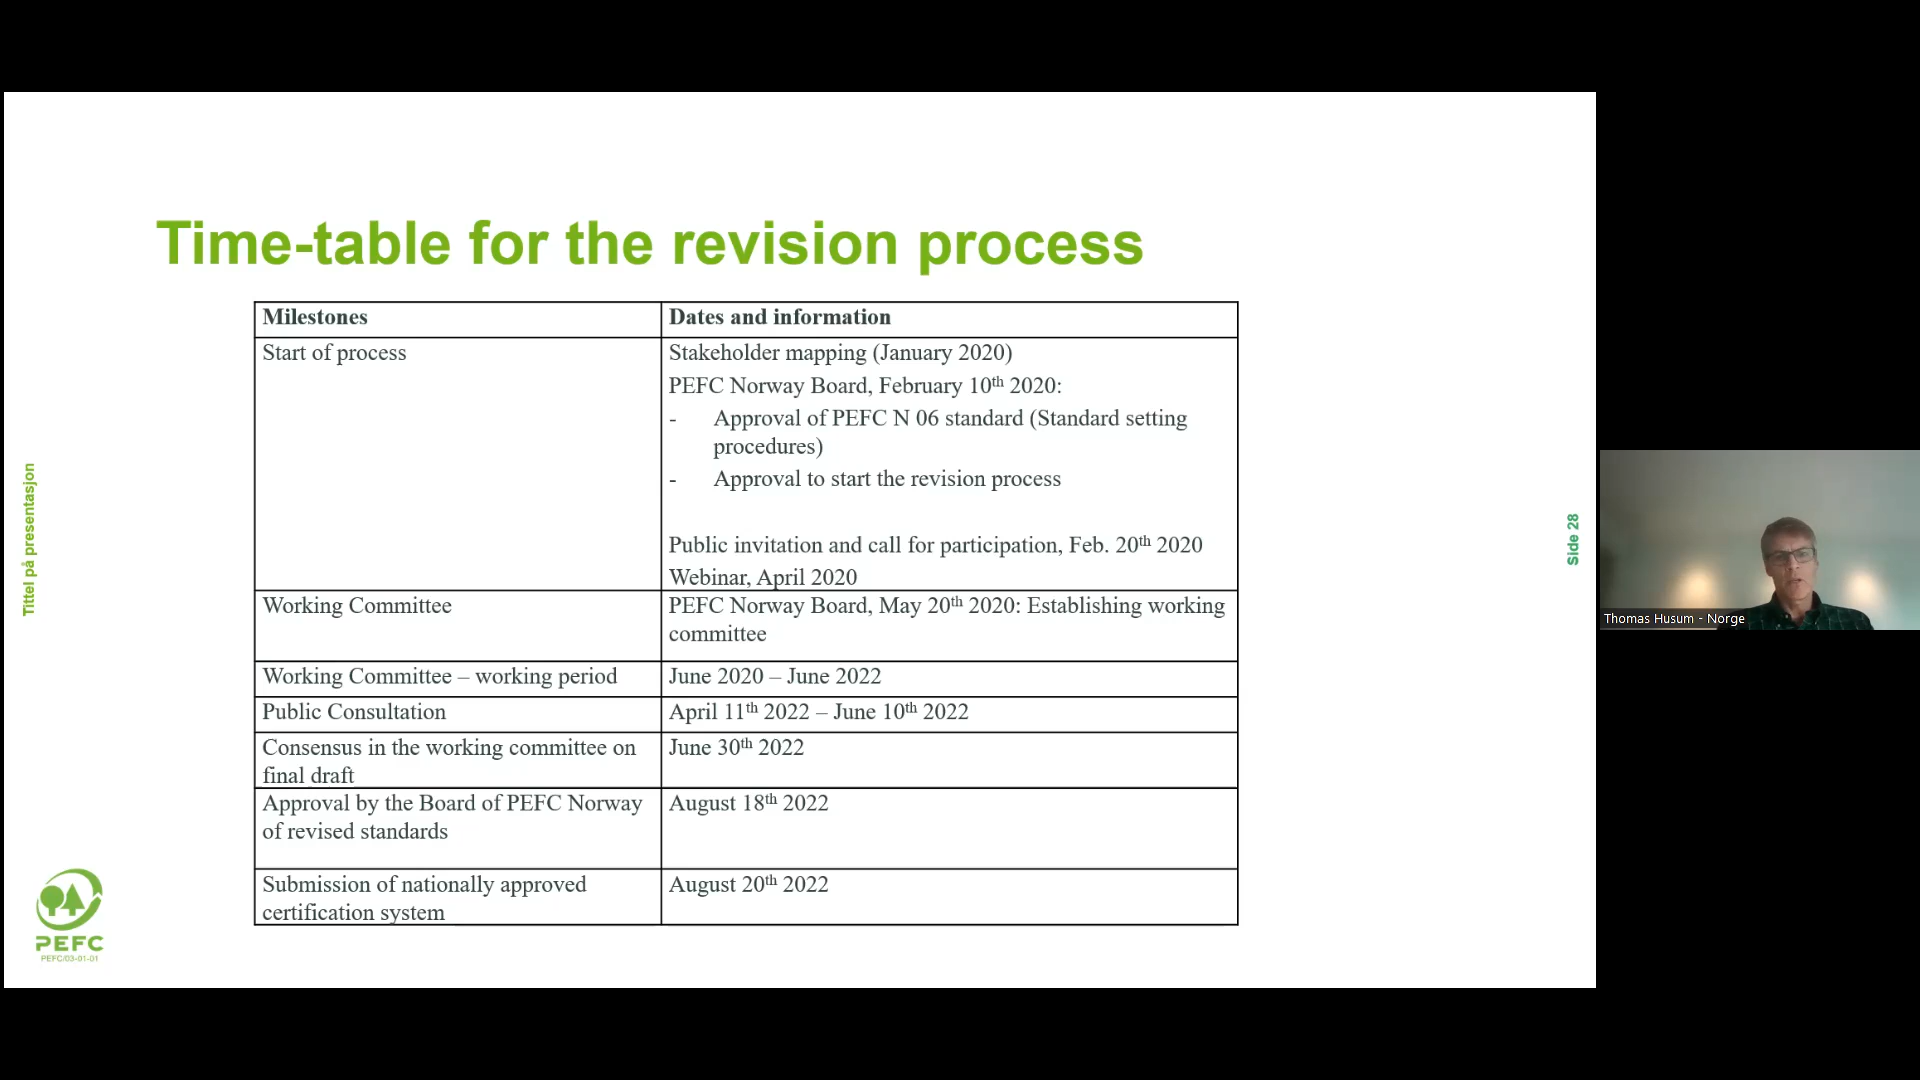 Time-table for the revision process
Milestones
Dates and information
Start of process
Stakeholder mapping (January 2020)
PEFC Norway Board, February 10th 2020:
- Approval of PEFC N 06 standard (Standard setting
procedures)
- Approval to start the revision process
Public invitation and call for participation, Feb. 20th 2020
Webinar, April 2020
Working Committee
PEFC Norway Board, May 20th 2020: Establishing working
committee
Working Committee – working period
June 2020 – June 2022
Public Consultation
April 11th 2022 – June 10th 2022
Consensus in the working committee on
final draft
June 30th 2022
Approval by the Board of PEFC Norway
of revised standards
August 18th 2022
Submission of nationally approved
certification system
August 20th 2022
Tittel på presentasjon
Side 28
PEFC
PEFC/03-01-01
Thomas Husum - Norge